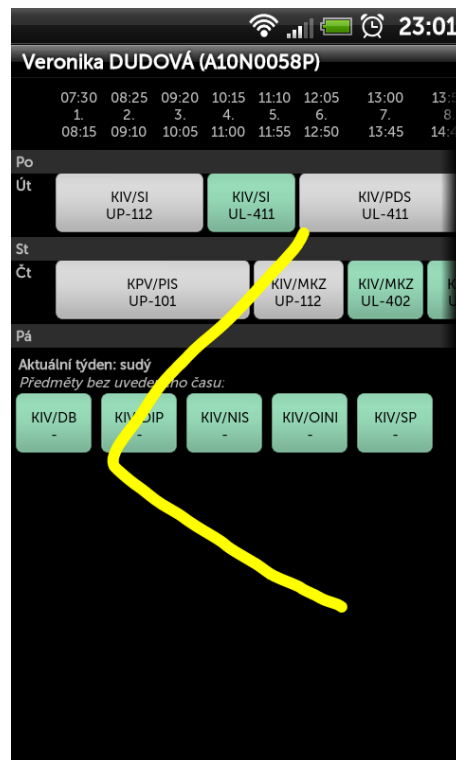 23:01
Veronika DUDOVÁ (A10N0058P)
07:30 08:25 09:20 10:15 11:10 12:05 13:00
1. 2. 3. 4. 5. 6. 7. 8.
08:15 09:10 10:05 11:00 11:55 12:50 13:45
Po
Út
KIV/SI KIV/SI KIV/PDS
UP-112 UL-411 UL-411
St
Čt
KPV/PIS KIV/MKZ KIV/MKZ
UP-101 UP-112 UL-402
Pá
Aktuální týden: sudý
Předměty bez uvedeného času:
KIV/DB KIV/DIP KIV/NIS KIV/OINI KIV/SP
- - - - -